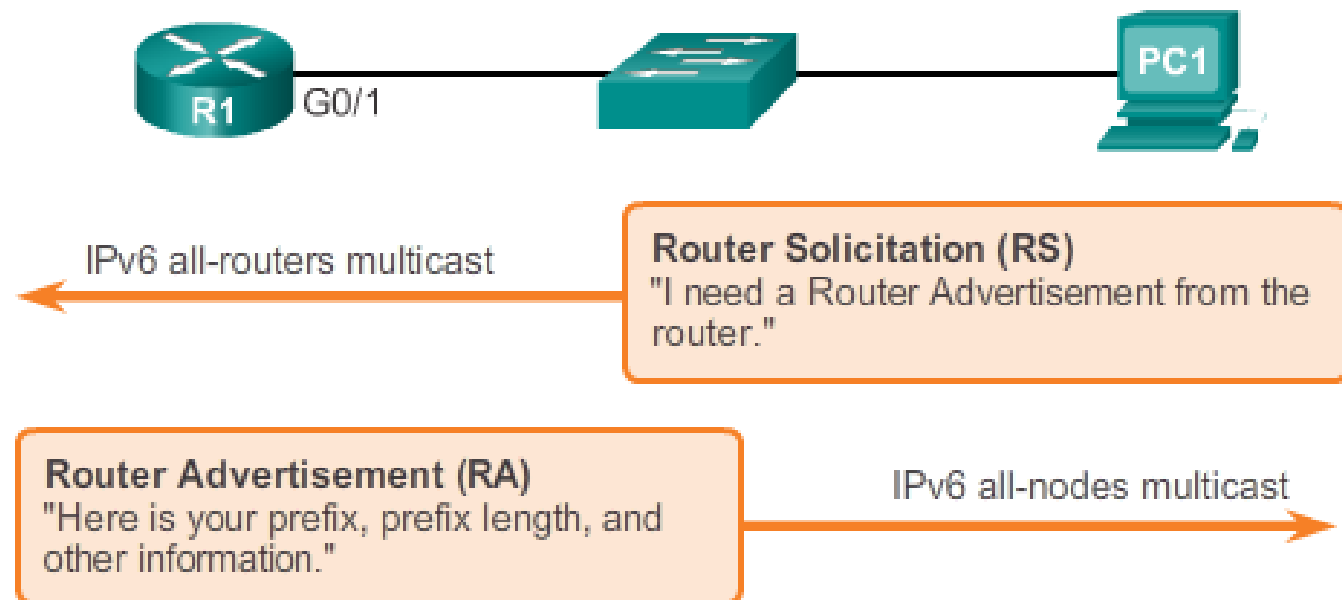 R1
G0/1
PC1
IPv6 all-routers multicast
Router Solicitation (RS)
"I need a Router Advertisement from the
router."
Router Advertisement (RA)
"Here is your prefix, prefix length, and
other information."
IPv6 all-nodes multicast